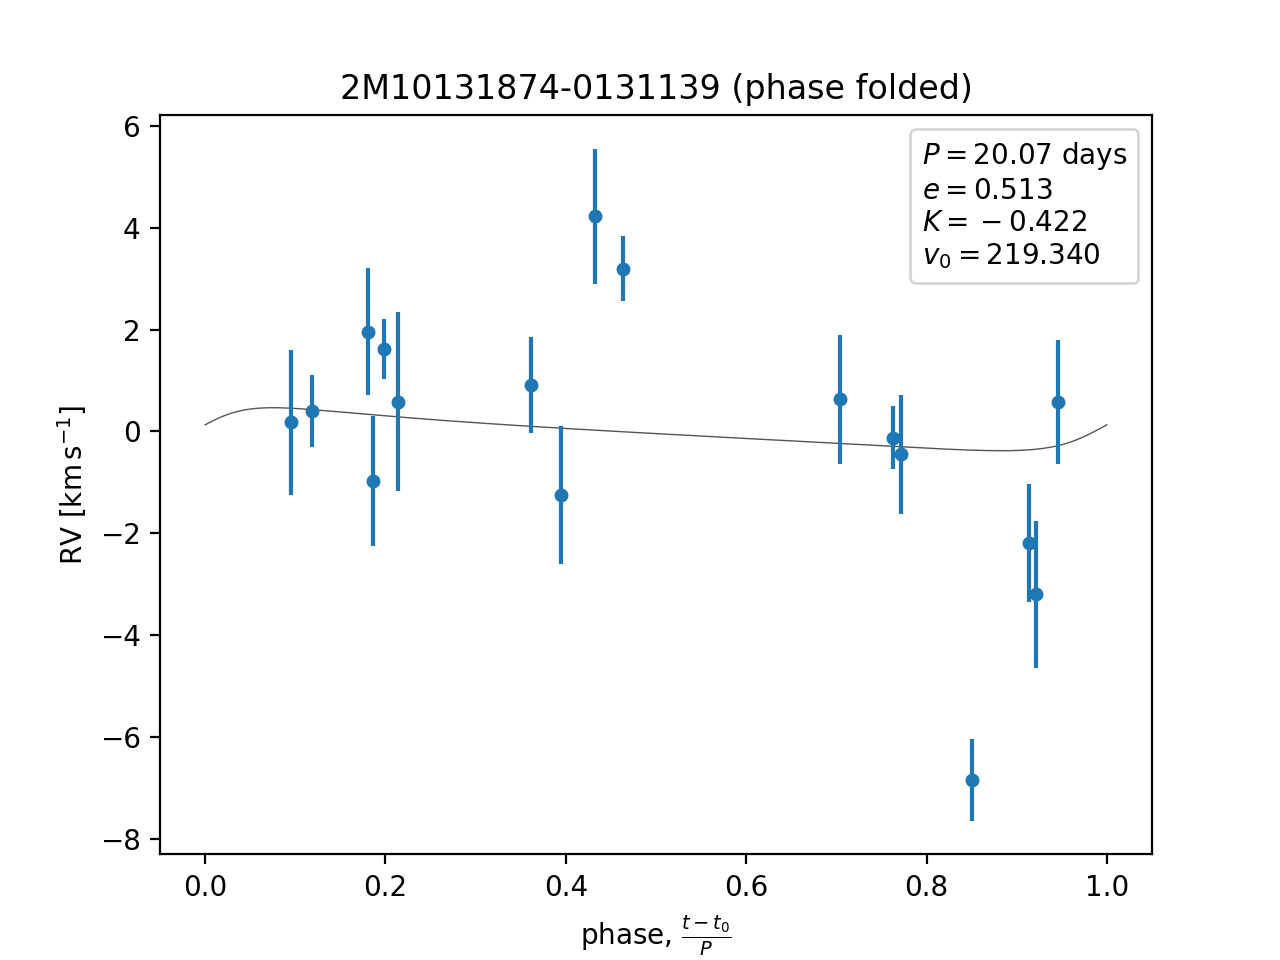 2M10131874-0131139 (phase folded)
P = 20.07 days
e = 0.513
K = −0.422
v₀ = 219.340
6
4
2
0
−2
−4
−6
−8
RV [km s⁻¹]
0.0 0.2 0.4 0.6 0.8 1.0
phase, (t − t₀)/P